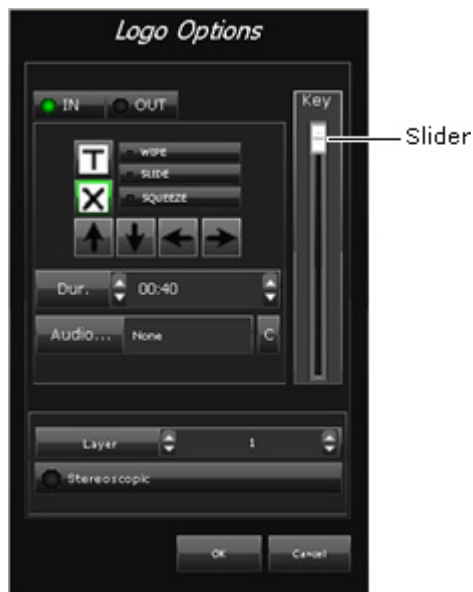 Logo Options
IN OUT
Key
Slider
T
WIPE
SLIDE
X
SQUEEZE
Dur. 00:40
Audio... None C
Layer 1
Stereoscopic
OK Cancel